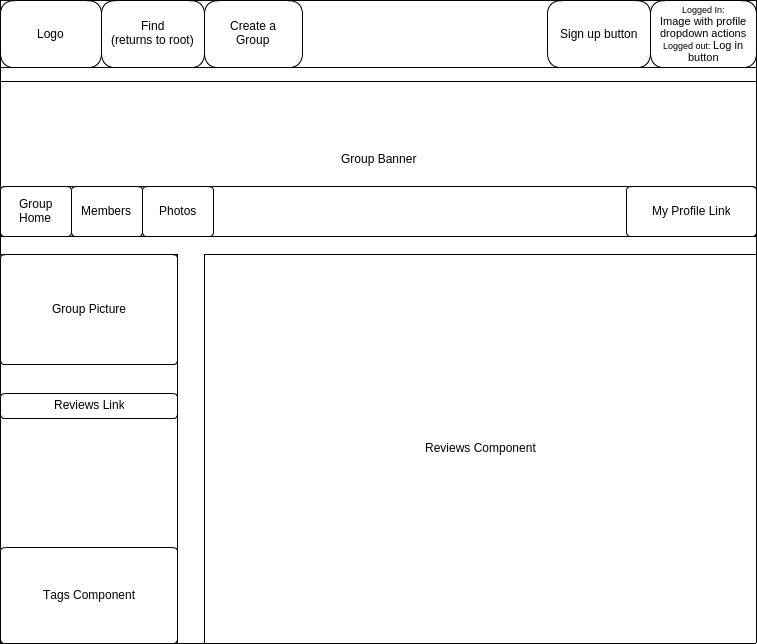 Logo
Find
(returns to root)
Create a
Group
Sign up button
Logged In:
Image with profile
dropdown actions
Logged out: Log in
button
Group Banner
Group
Home
Members
Photos
My Profile Link
Group Picture
Reviews Link
Reviews Component
Tags Component